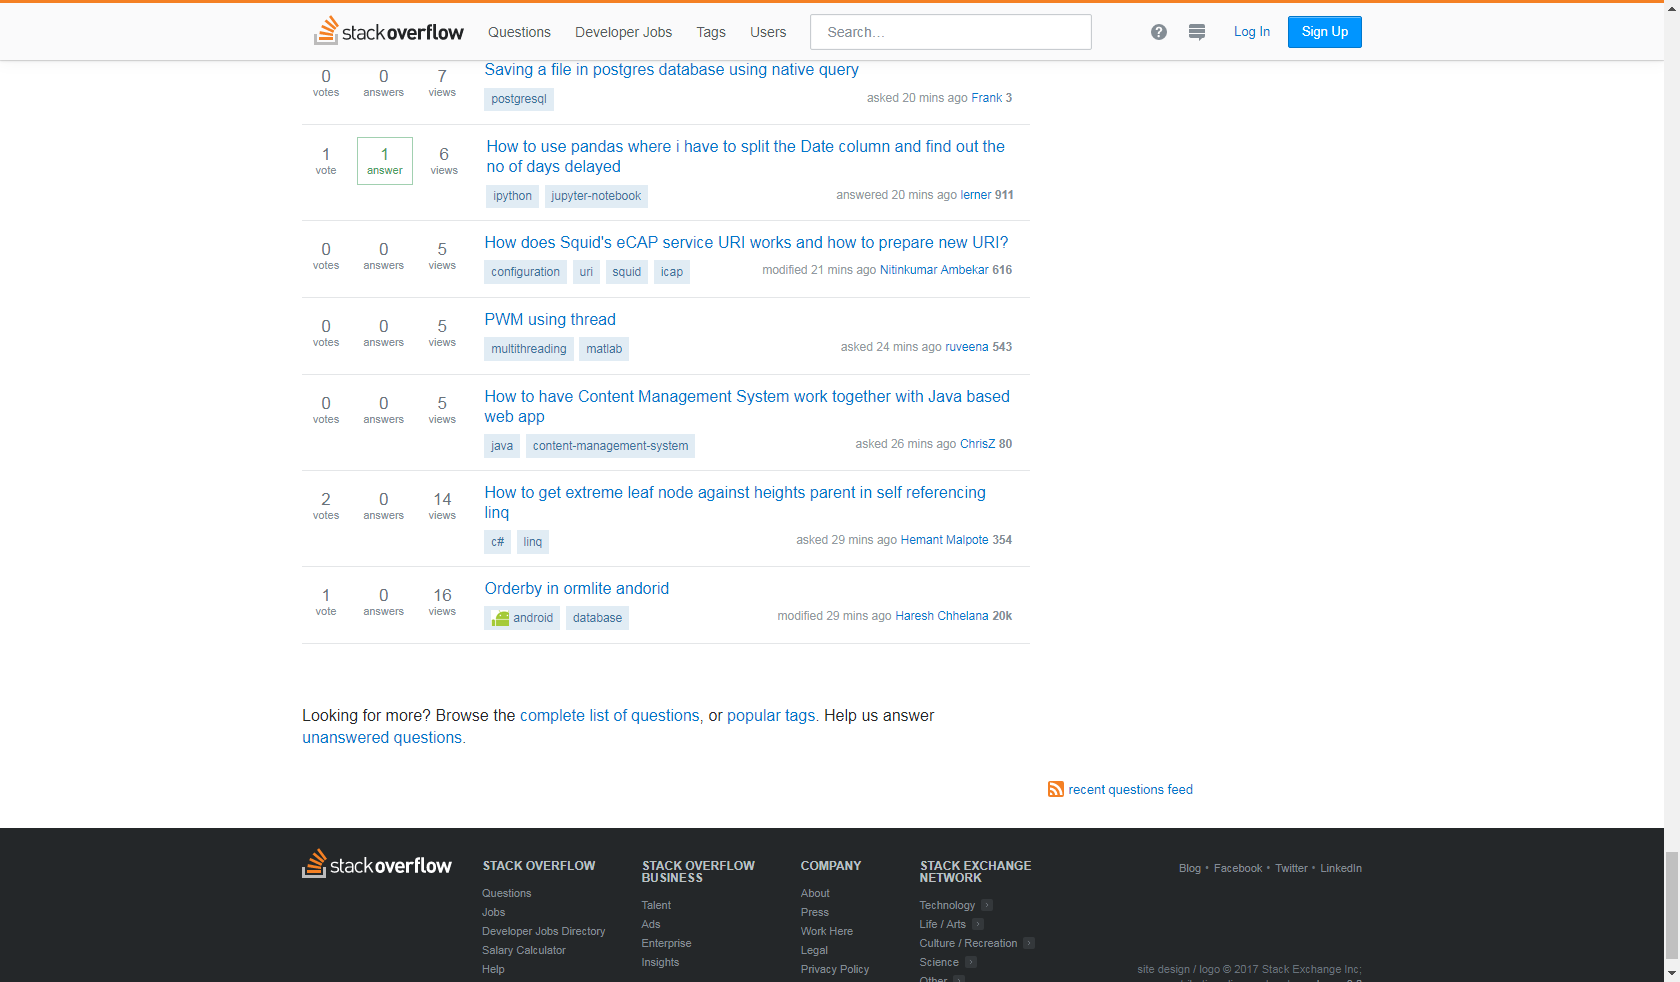 stackoverflow Questions Developer Jobs Tags Users Search... Log In Sign Up
0 votes 0 answers 7 views
Saving a file in postgres database using native query
postgresql
asked 20 mins ago Frank 3
1 vote 1 answer 6 views
How to use pandas where i have to split the Date column and find out the
no of days delayed
ipython jupyter-notebook
answered 20 mins ago lerner 911
0 votes 0 answers 5 views
How does Squid's eCAP service URI works and how to prepare new URI?
configuration uri squid icap
modified 21 mins ago Nitinkumar Ambekar 616
0 votes 0 answers 5 views
PWM using thread
multithreading matlab
asked 24 mins ago ruveena 543
0 votes 0 answers 5 views
How to have Content Management System work together with Java based
web app
java content-management-system
asked 26 mins ago ChrisZ 80
2 votes 0 answers 14 views
How to get extreme leaf node against heights parent in self referencing
linq
c# linq
asked 29 mins ago Hemant Malpote 354
1 vote 0 answers 16 views
Orderby in ormlite andorid
android database
modified 29 mins ago Haresh Chhelana 20k
Looking for more? Browse the complete list of questions, or popular tags. Help us answer
unanswered questions.
recent questions feed
stackoverflow
STACK OVERFLOW
Questions
Jobs
Developer Jobs Directory
Salary Calculator
Help
STACK OVERFLOW
BUSINESS
Talent
Ads
Enterprise
Insights
COMPANY
About
Press
Work Here
Legal
Privacy Policy
STACK EXCHANGE
NETWORK
Technology
Life / Arts
Culture / Recreation
Science
Other
Blog • Facebook • Twitter • LinkedIn
site design / logo © 2017 Stack Exchange Inc;